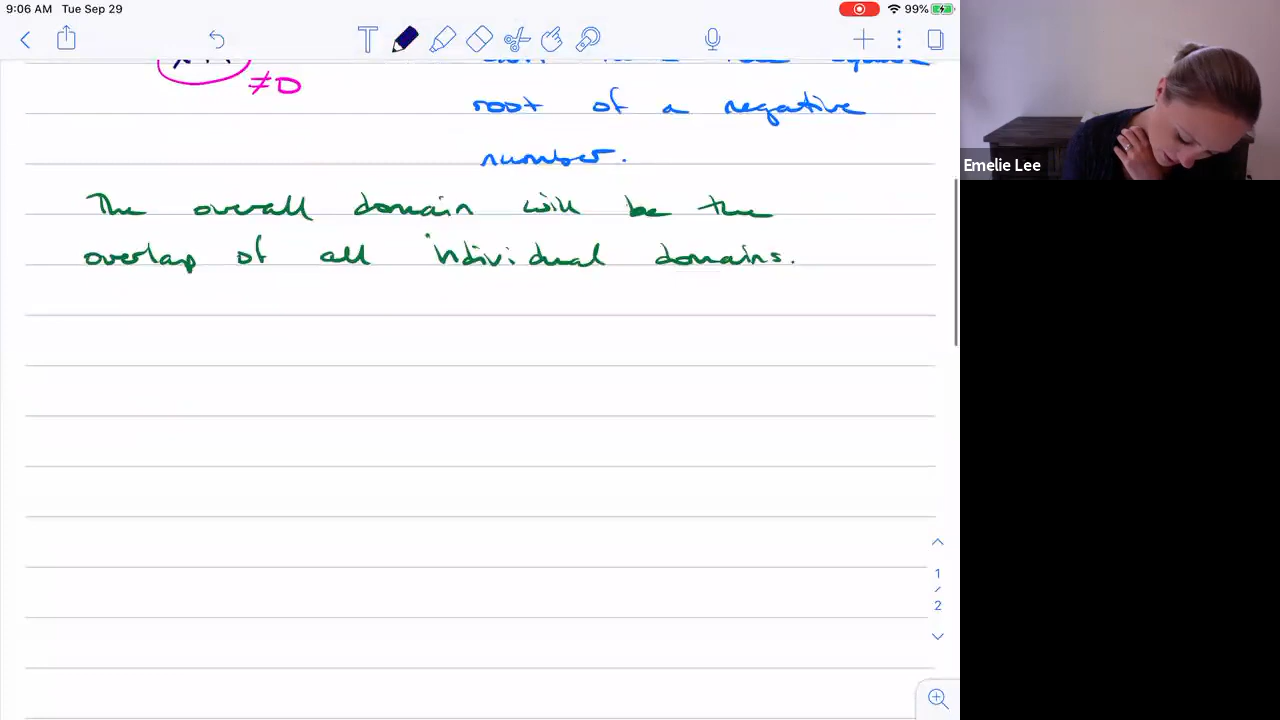 9:06 AM Tue Sep 29
99%
≠0
root of a negative
number.
The overall domain will be the
overlap of all individual domains.
Emelie Lee
1
/
2